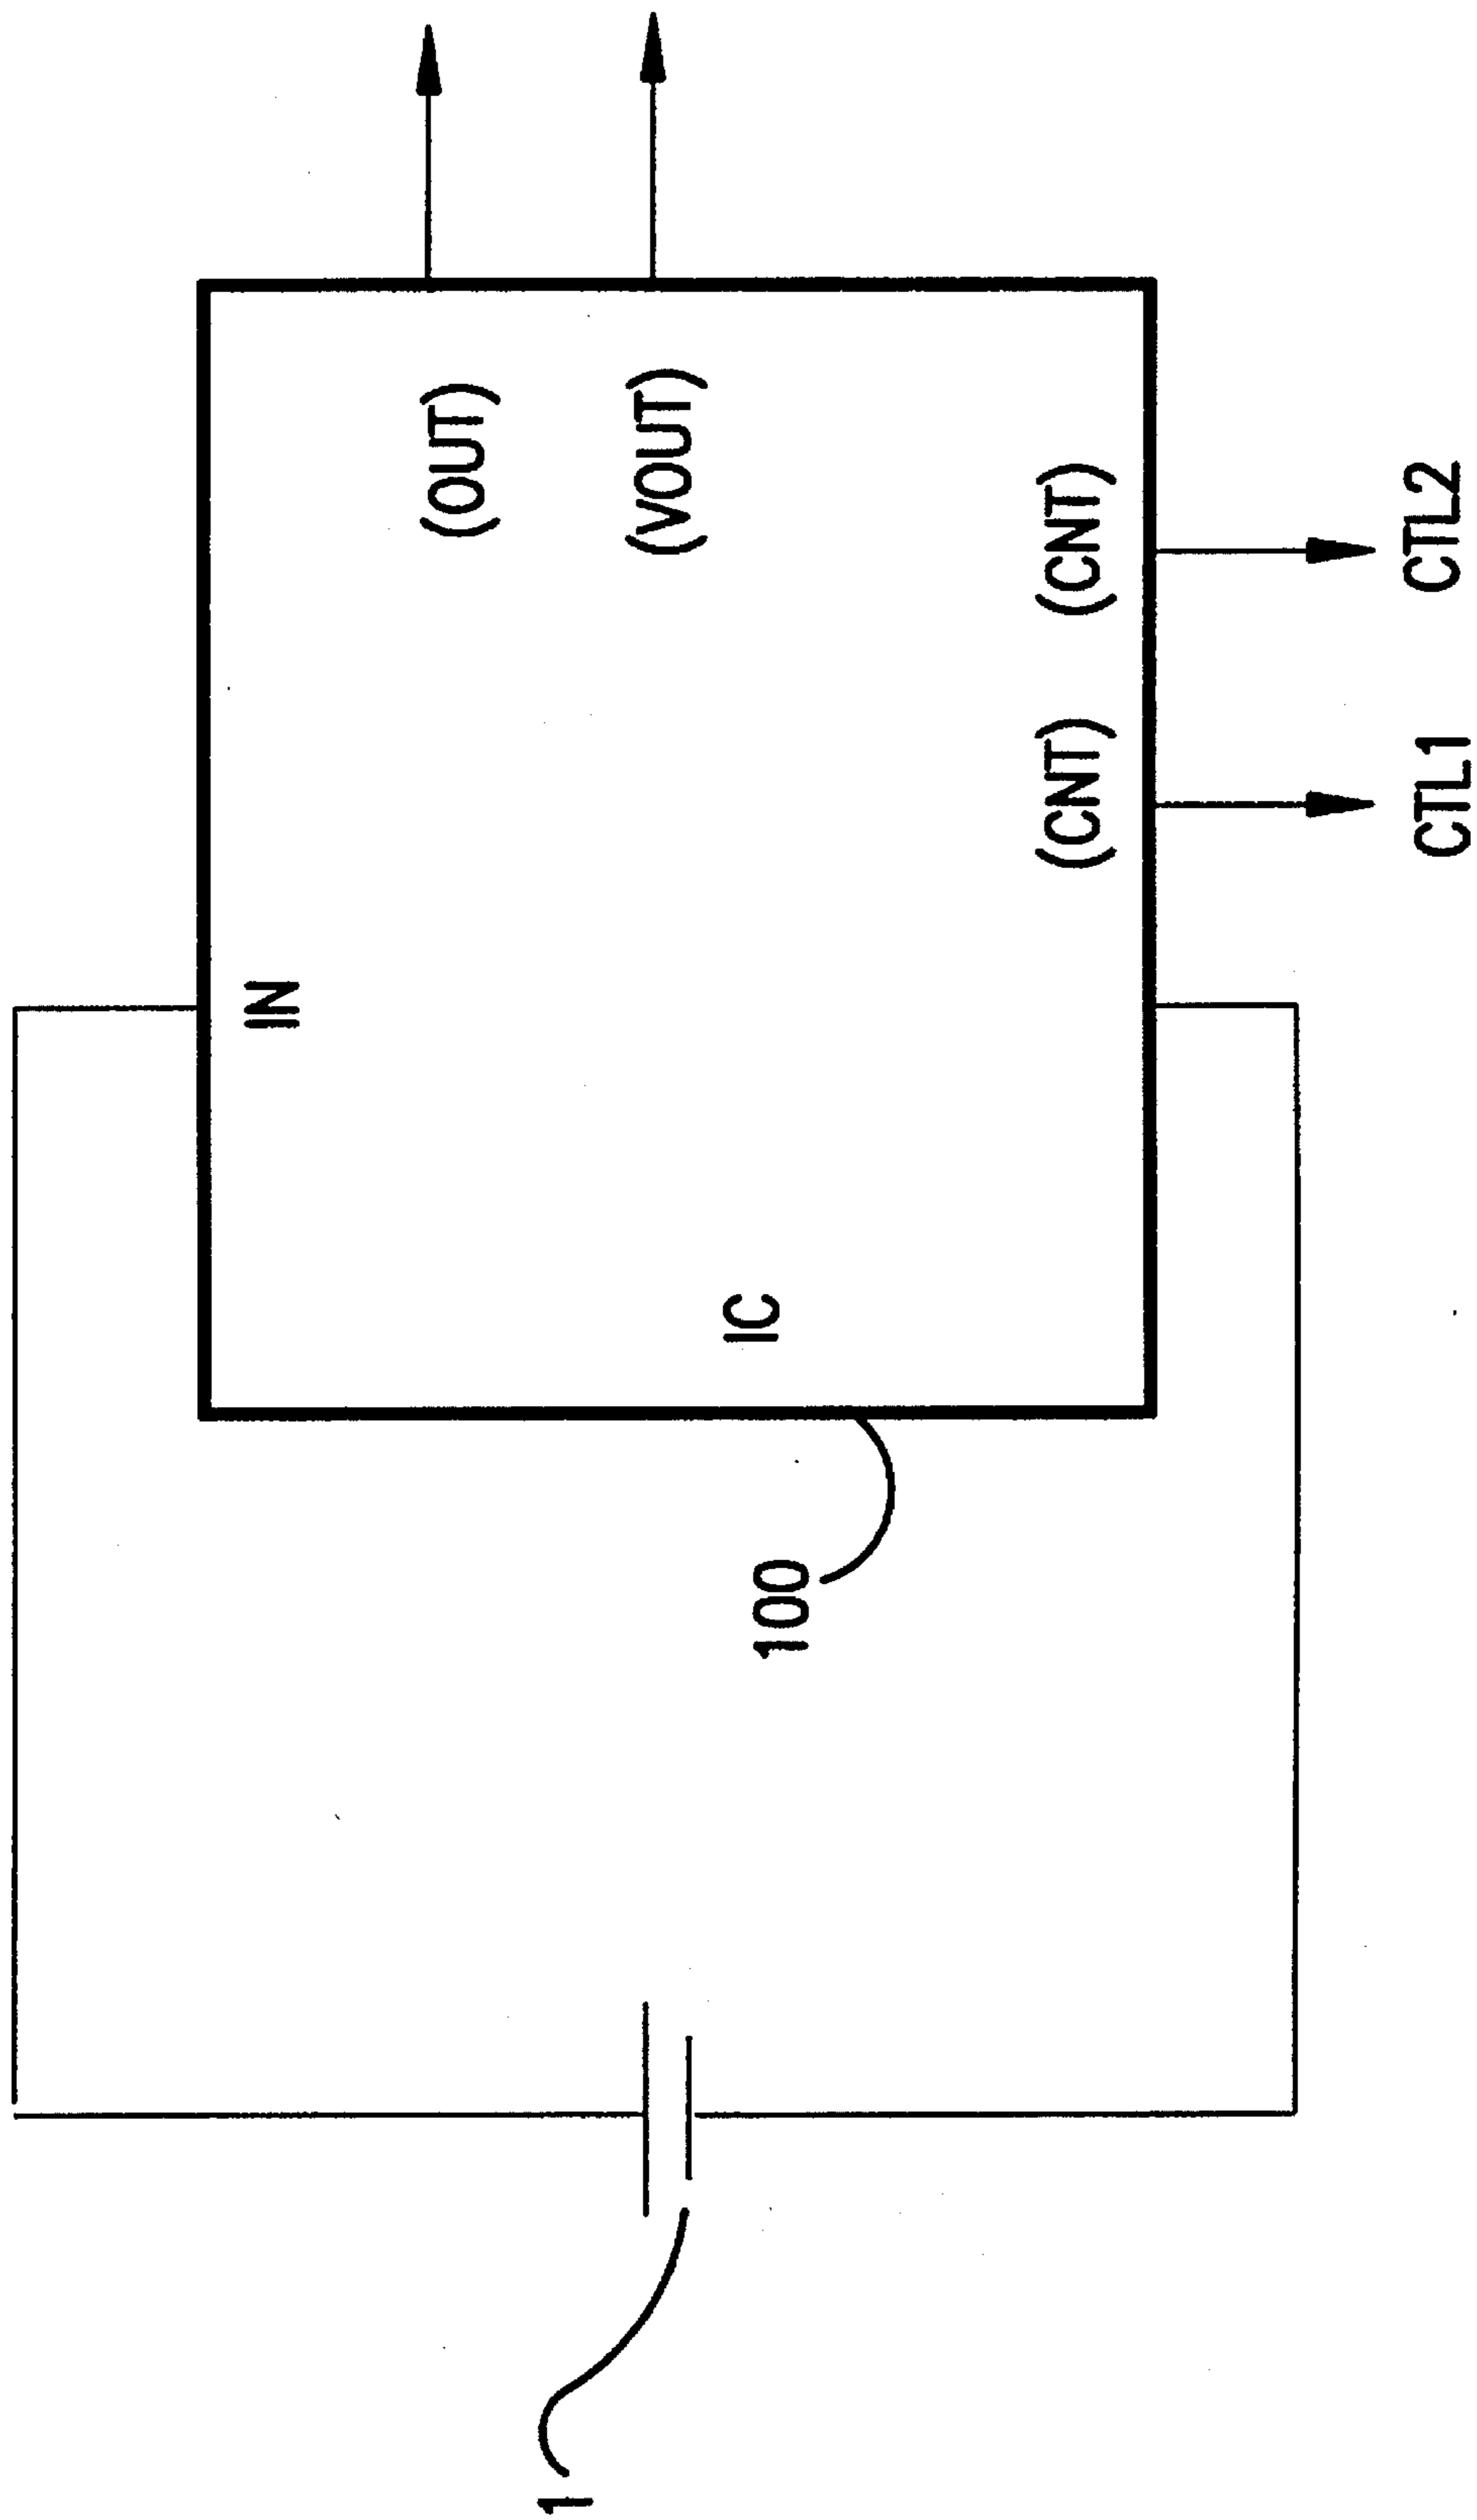 IN
(OUT)
(VOUT)
IC
100
1
(CNT) (CNT)
CTL1 CTL2